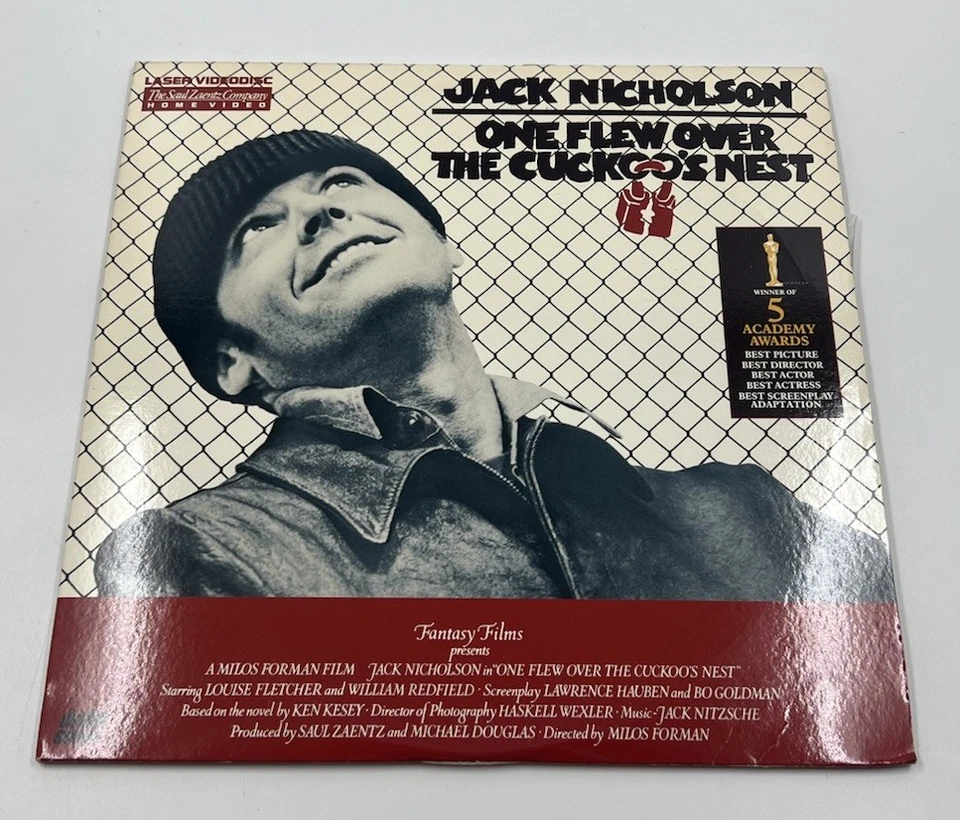 LASER VIDEODISC
The Saul Zaentz Company
HOME VIDEO
JACK NICHOLSON
ONE FLEW OVER
THE CUCKOO'S NEST
WINNER OF
5
ACADEMY
AWARDS
BEST PICTURE
BEST DIRECTOR
BEST ACTOR
BEST ACTRESS
BEST SCREENPLAY
ADAPTATION
Fantasy Films
presents
A MILOS FORMAN FILM JACK NICHOLSON in "ONE FLEW OVER THE CUCKOO'S NEST"
Starring LOUISE FLETCHER and WILLIAM REDFIELD · Screenplay LAWRENCE HAUBEN and BO GOLDMAN
Based on the novel by KEN KESEY · Director of Photography HASKELL WEXLER · Music-JACK NITZSCHE
Produced by SAUL ZAENTZ and MICHAEL DOUGLAS · Directed by MILOS FORMAN